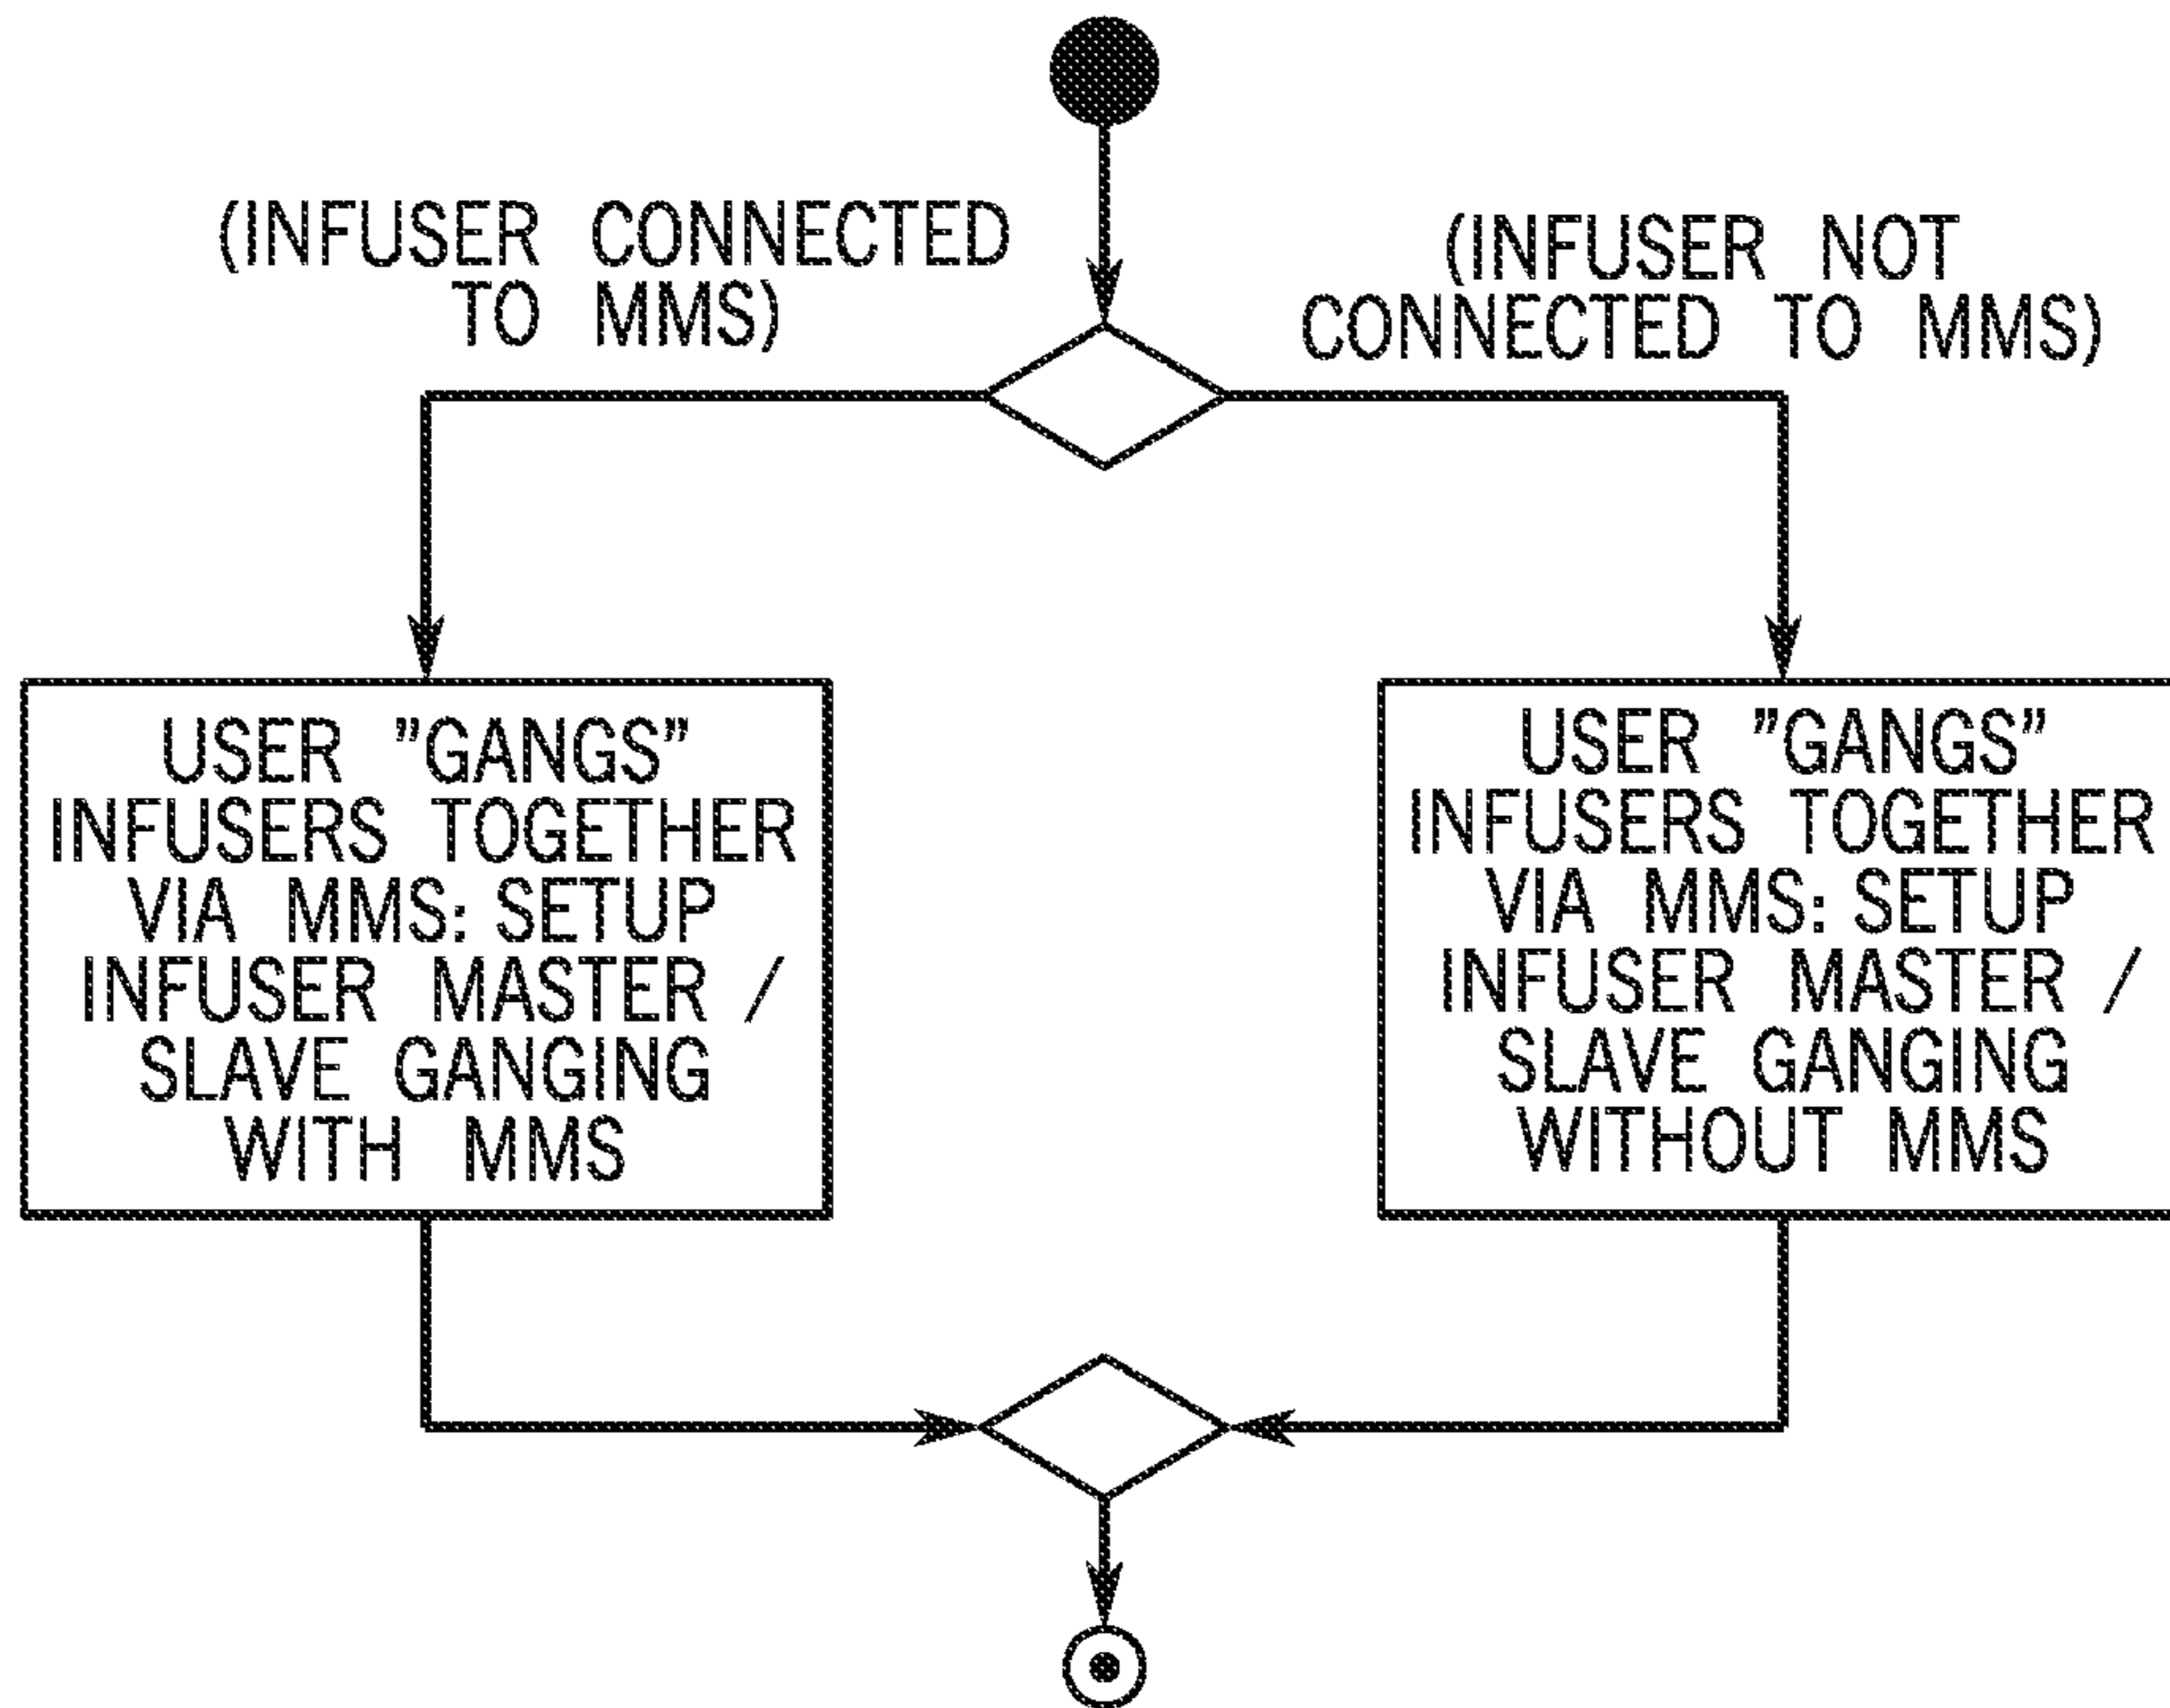 (INFUSER CONNECTED
TO MMS)
(INFUSER NOT
CONNECTED TO MMS)
USER "GANGS"
INFUSERS TOGETHER
VIA MMS: SETUP
INFUSER MASTER /
SLAVE GANGING
WITH MMS
USER "GANGS"
INFUSERS TOGETHER
VIA MMS: SETUP
INFUSER MASTER /
SLAVE GANGING
WITHOUT MMS